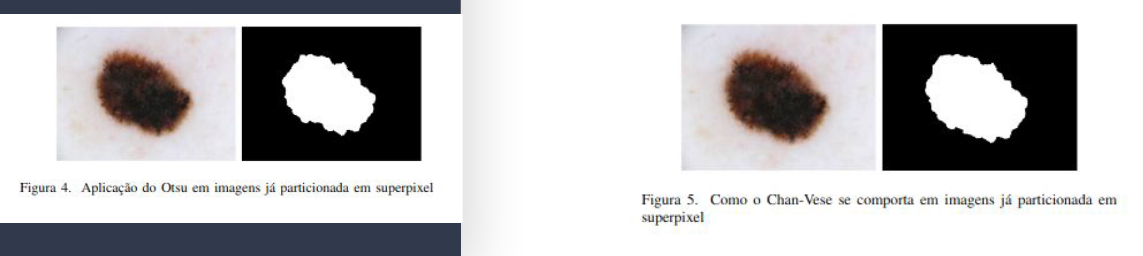 Figura 4. Aplicação do Otsu em imagens já particionada em superpixel
Figura 5. Como o Chan-Vese se comporta em imagens já particionada em
superpixel